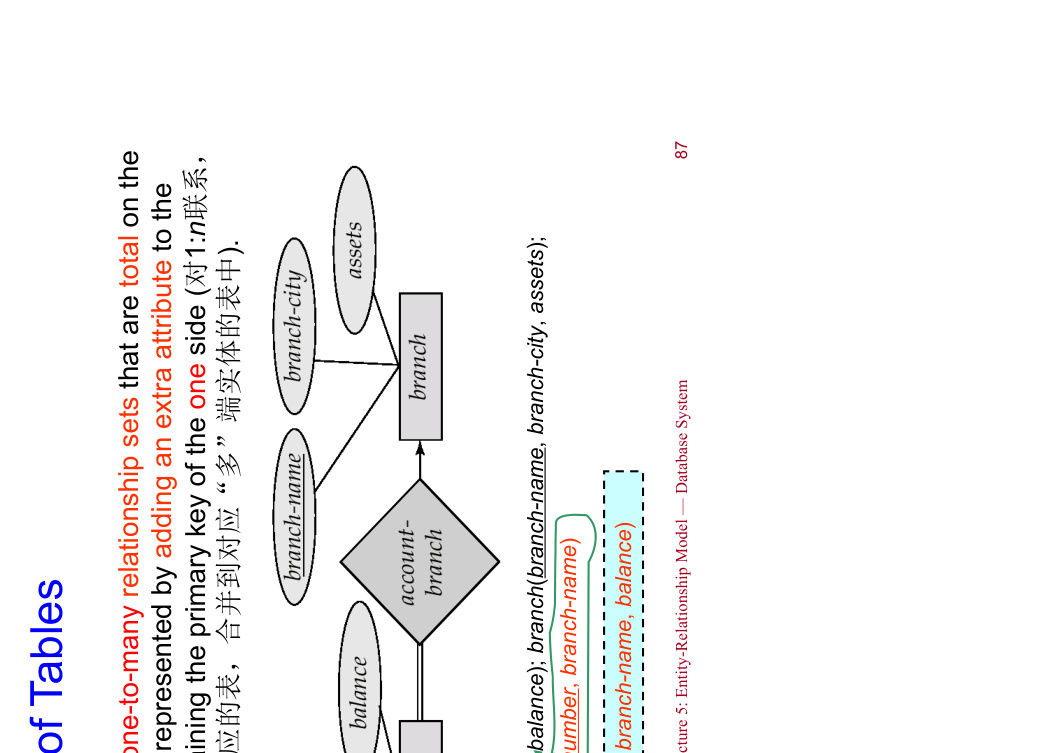 of Tables
one-to-many relationship sets that are total on the
represented by adding an extra attribute to the
ining the primary key of the one side (对1:n联系，
应的表，合并到对应“多”端实体的表中).
branch-name
branch-city
assets
balance
account-
branch
branch
balance); branch(branch-name, branch-city, assets);
umber, branch-name)
branch-name, balance)
cture 5: Entity-Relationship Model — Database System
87